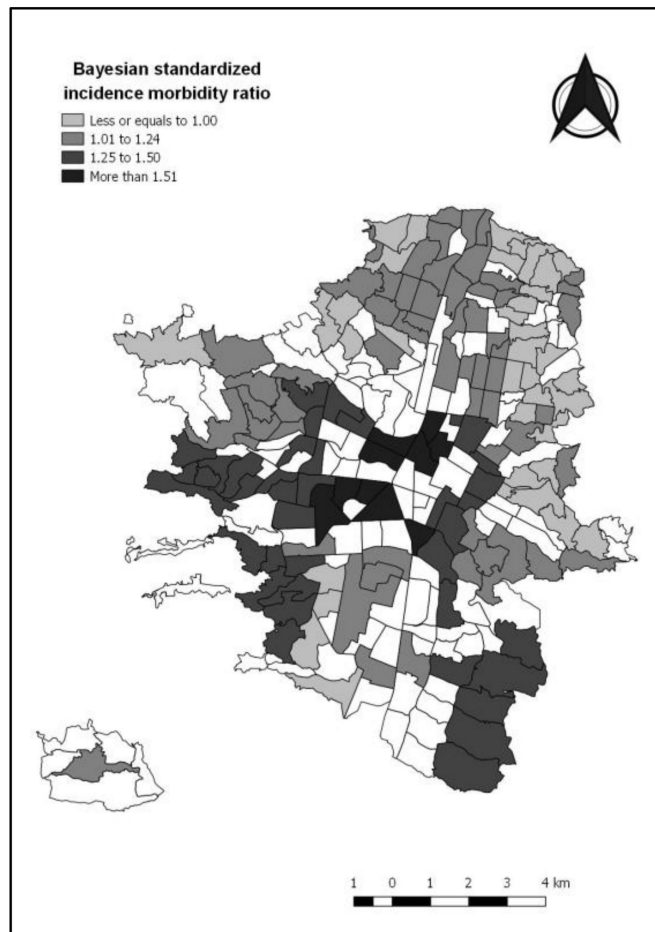 Bayesian standardized
incidence morbidity ratio
Less or equals to 1.00
1.01 to 1.24
1.25 to 1.50
More than 1.51
1 0 1 2 3 4 km